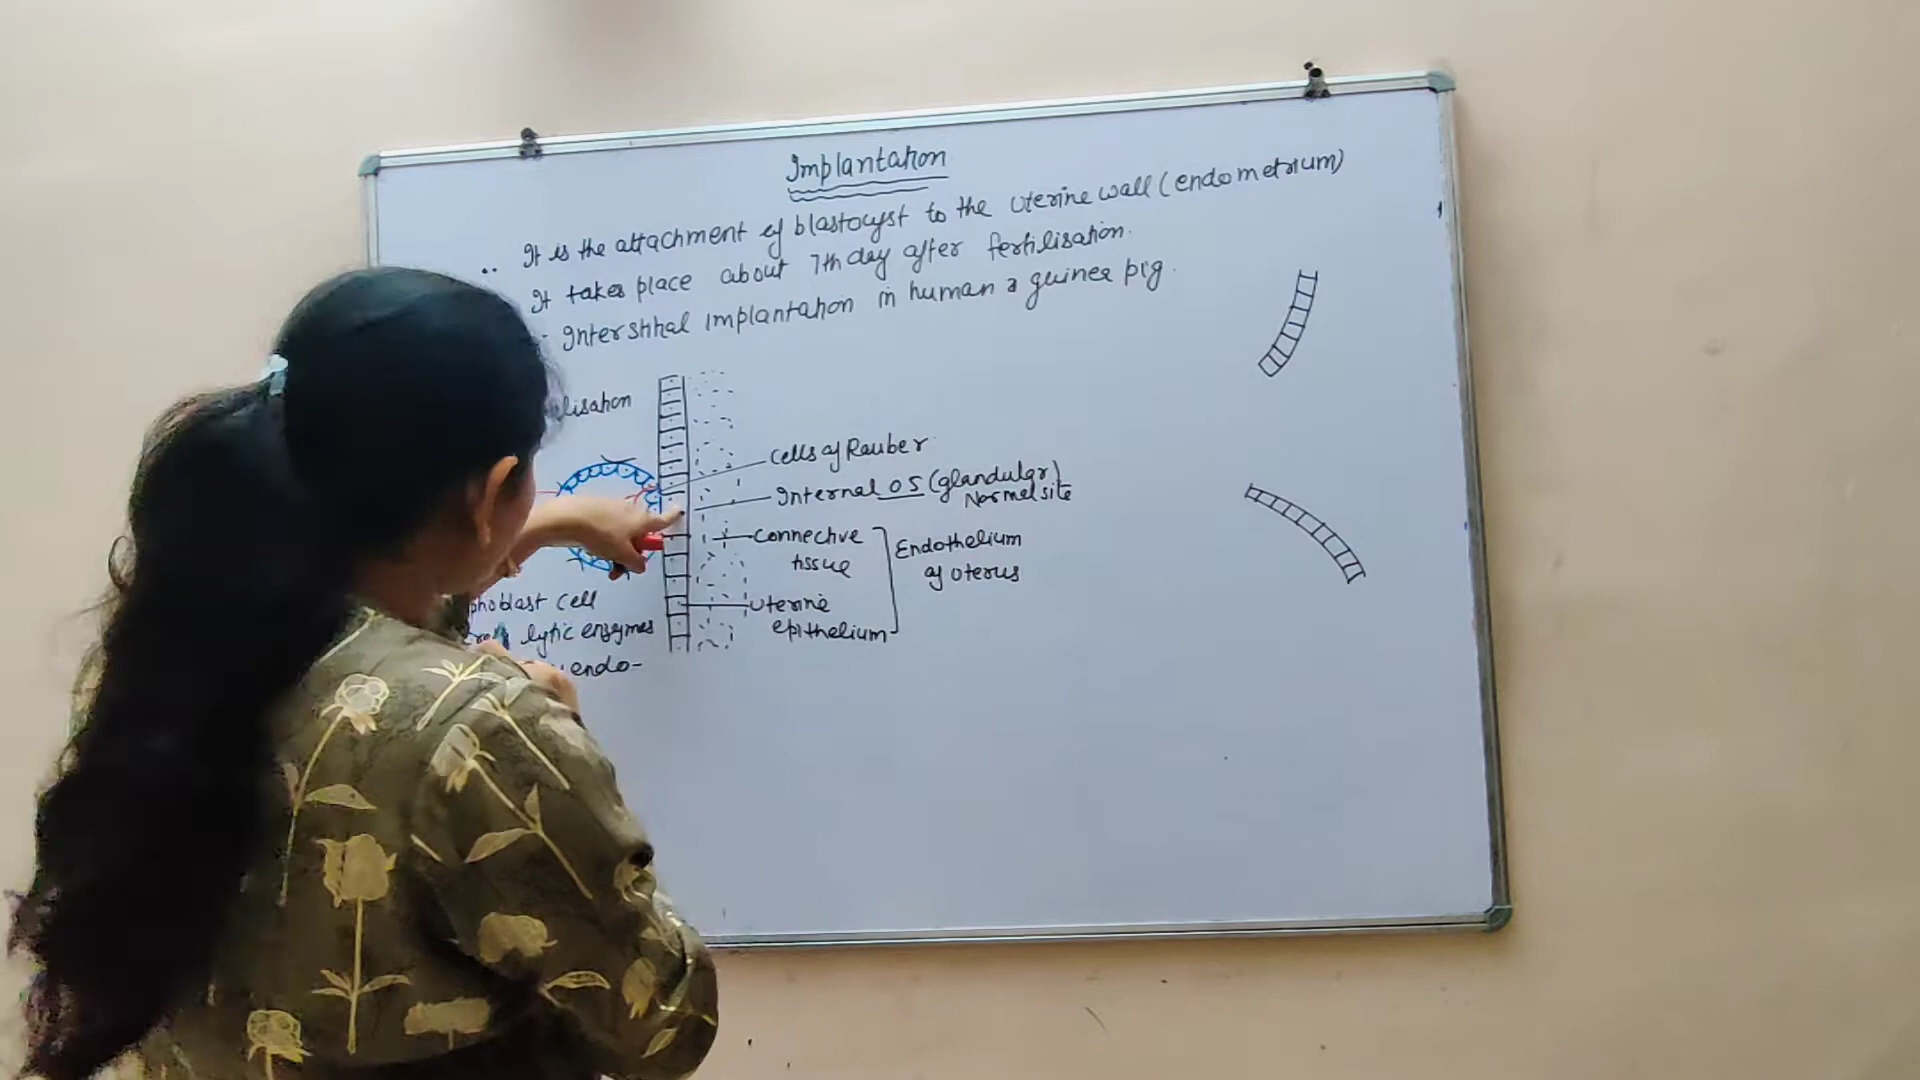 Implantation
It is the attachment of blastocyst to the uterine wall (endometrium)
It takes place about 7th day after fertilisation.
Interstitial implantation in human & guinea pig.
lisation
Cells of Rauber
Internal OS (glandular)
Normal site
Connective
tissue
Endothelium
of uterus
uterine
epithelium
phoblast cell
lytic enzymes
endo-